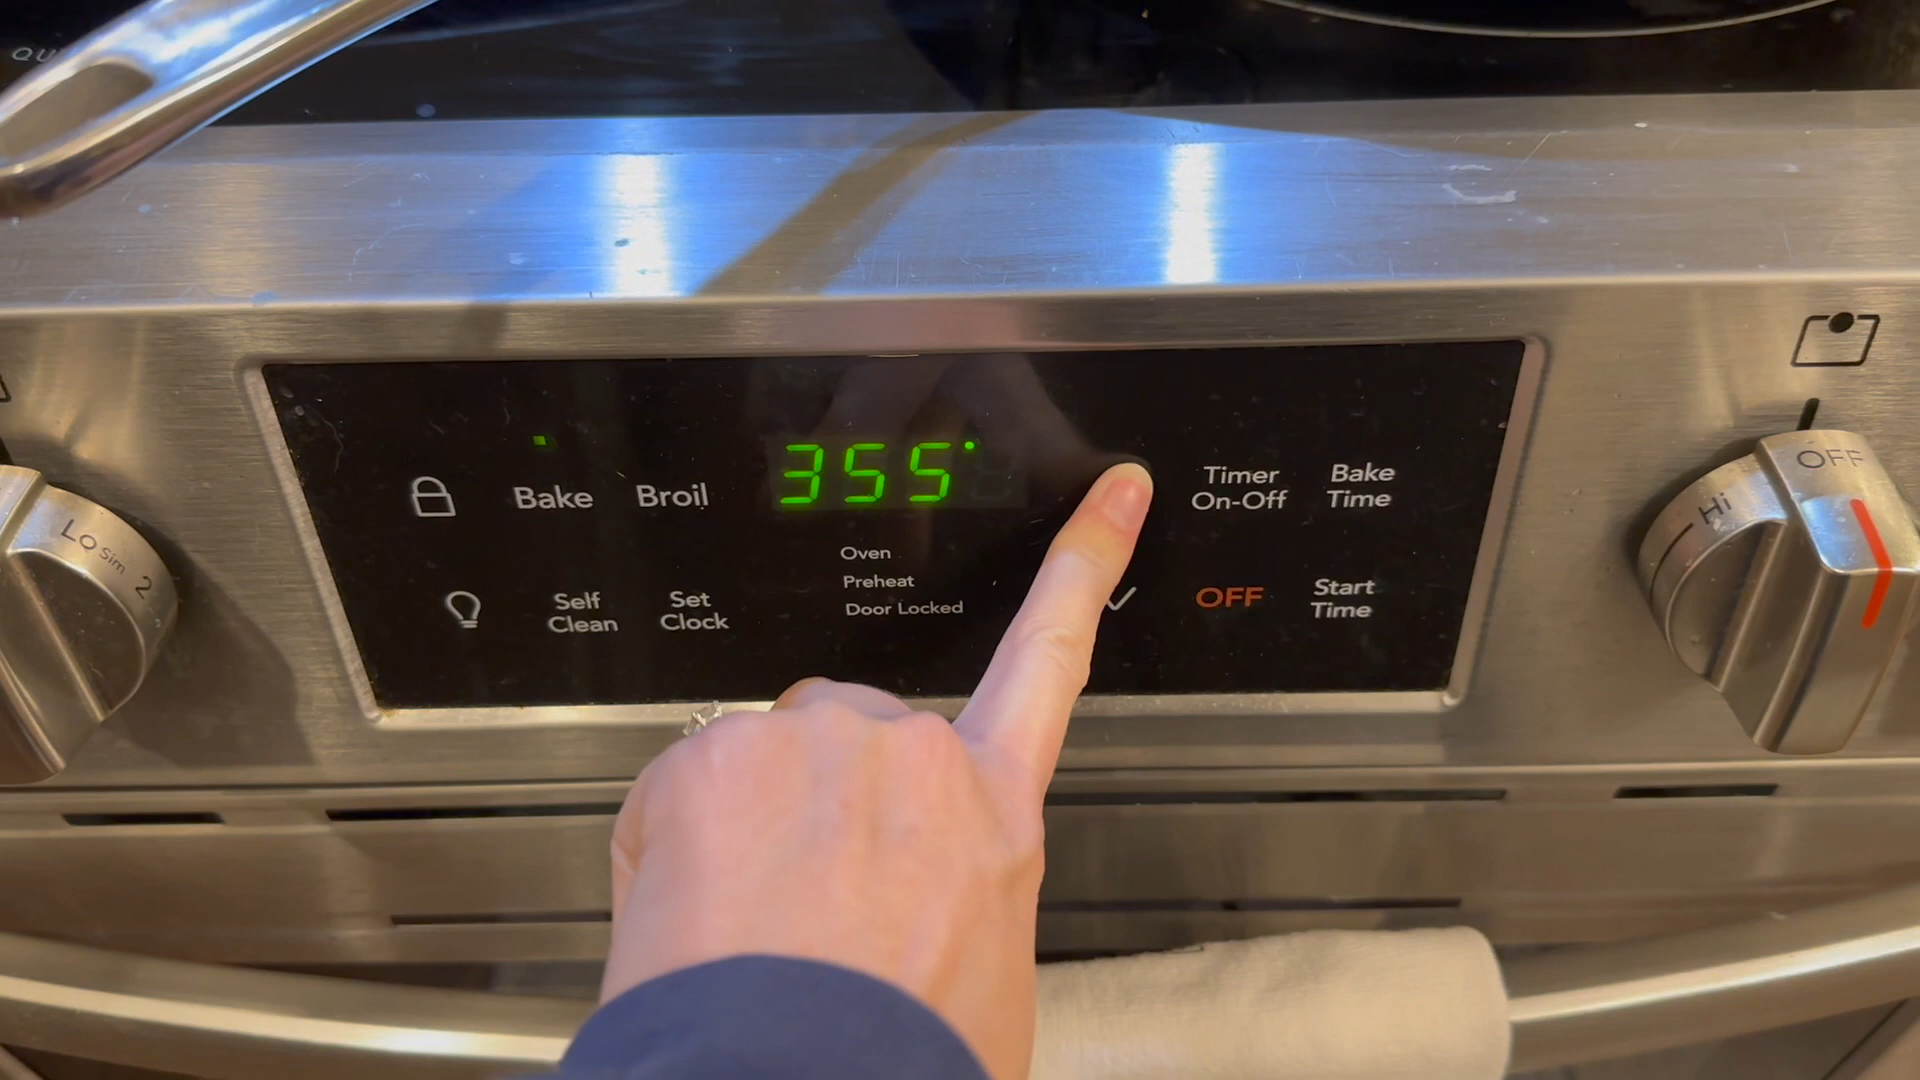 355°
Bake
Broil
Timer
On-Off
Bake
Time
Oven
Preheat
Door Locked
Self
Clean
Set
Clock
OFF
Start
Time
Lo
Sim
2
OFF
Hi